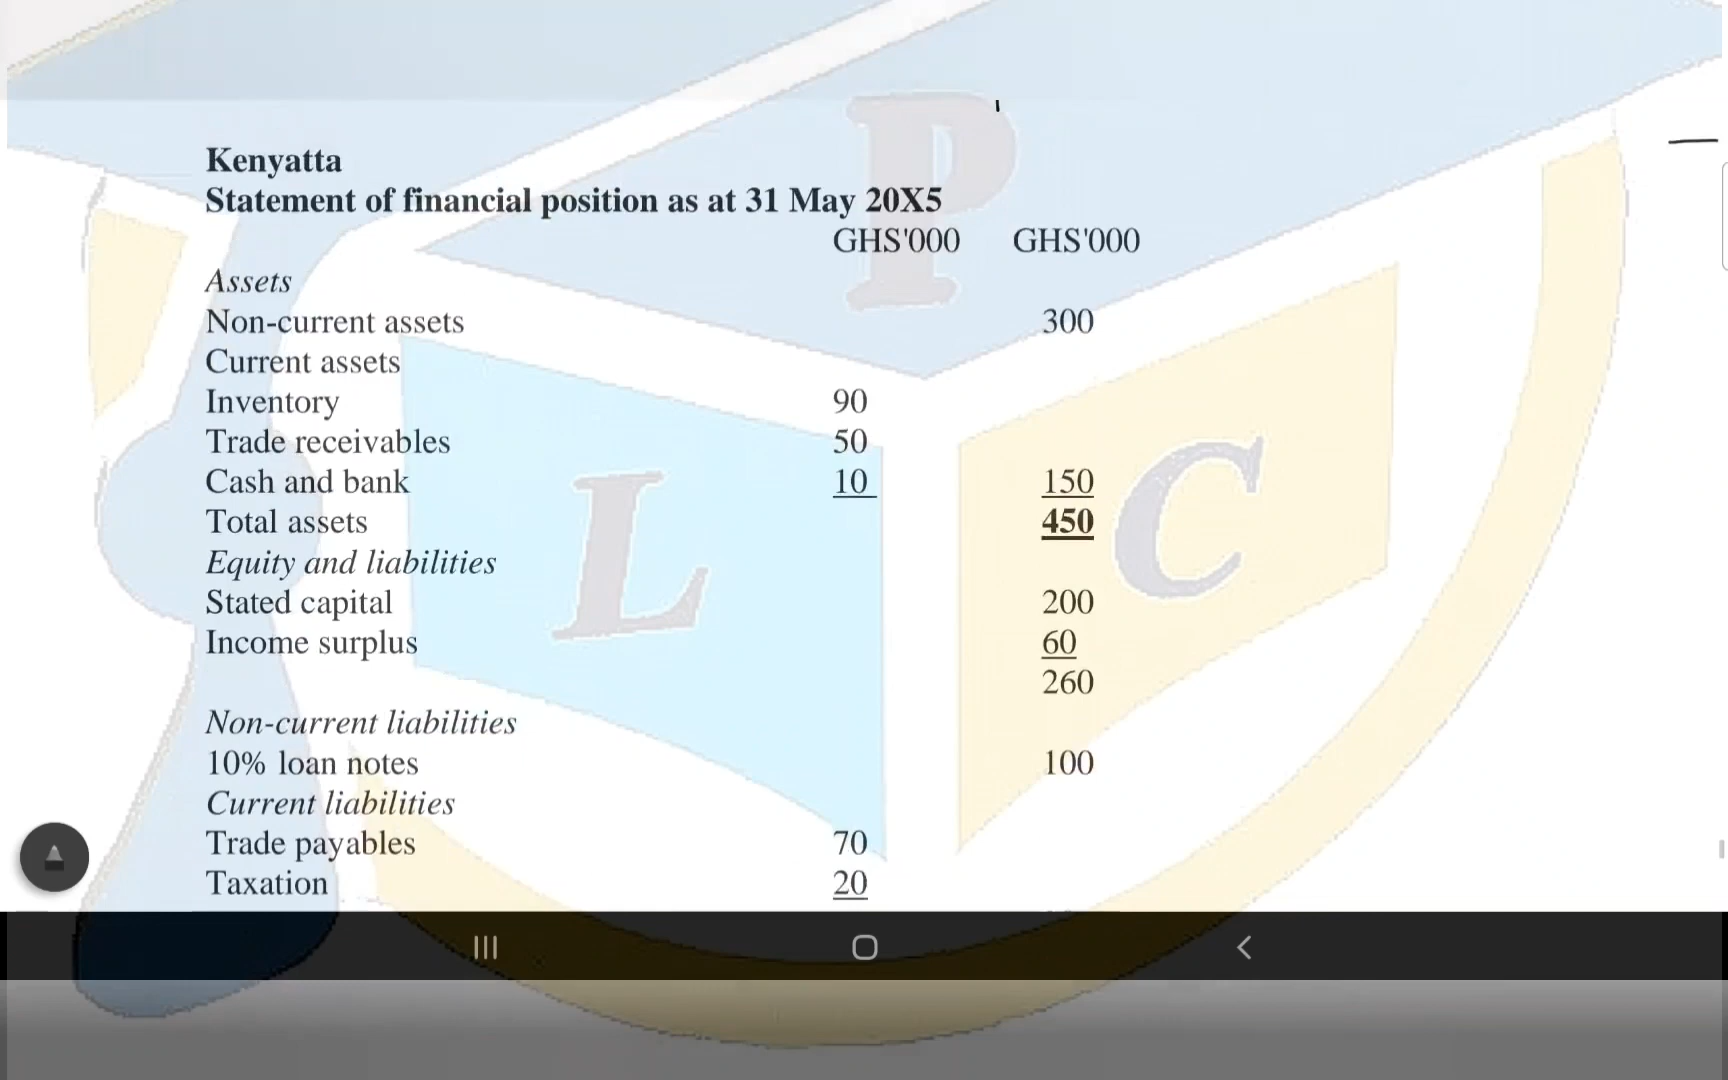 Kenyatta
Statement of financial position as at 31 May 20X5
GHS'000 GHS'000
Assets
Non-current assets 300
Current assets
Inventory 90
Trade receivables 50
Cash and bank 10 150
Total assets 450
Equity and liabilities
Stated capital 200
Income surplus 60
260
Non-current liabilities
10% loan notes 100
Current liabilities
Trade payables 70
Taxation 20
L P C